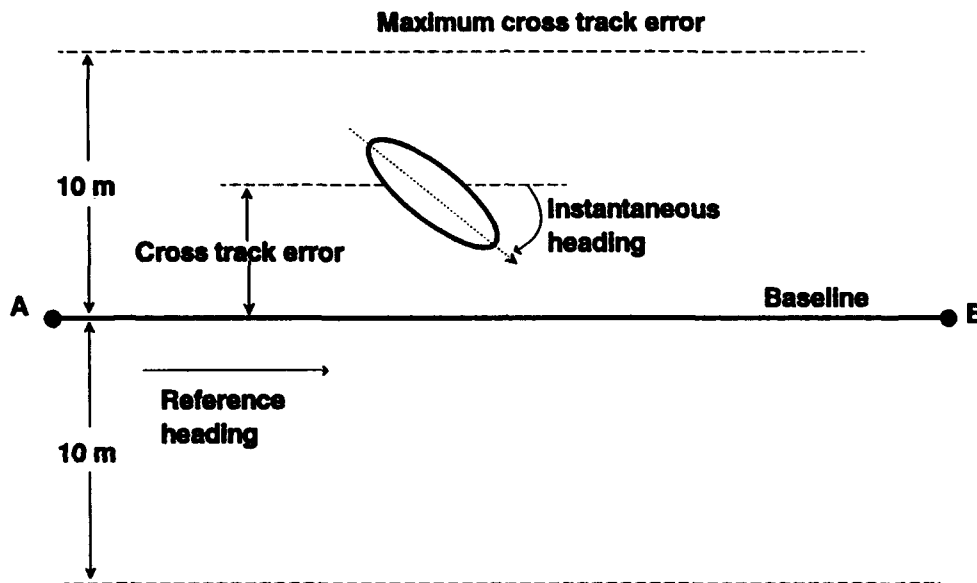 Maximum cross track error
10 m
Instantaneous
heading
Cross track error
A
Baseline
B
Reference
heading
10 m